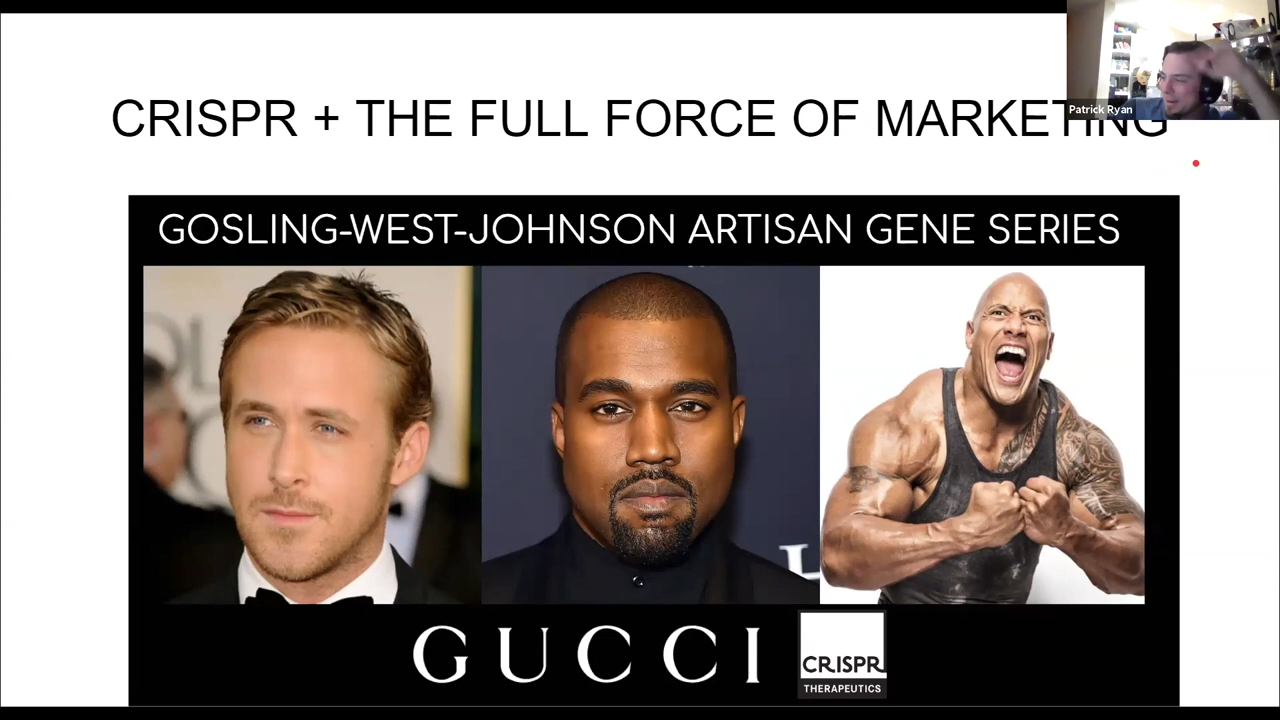 CRISPR + THE FULL FORCE OF MARKETING
Patrick Ryan
GOSLING-WEST-JOHNSON ARTISAN GENE SERIES
GUCCI
CRISPR
THERAPEUTICS